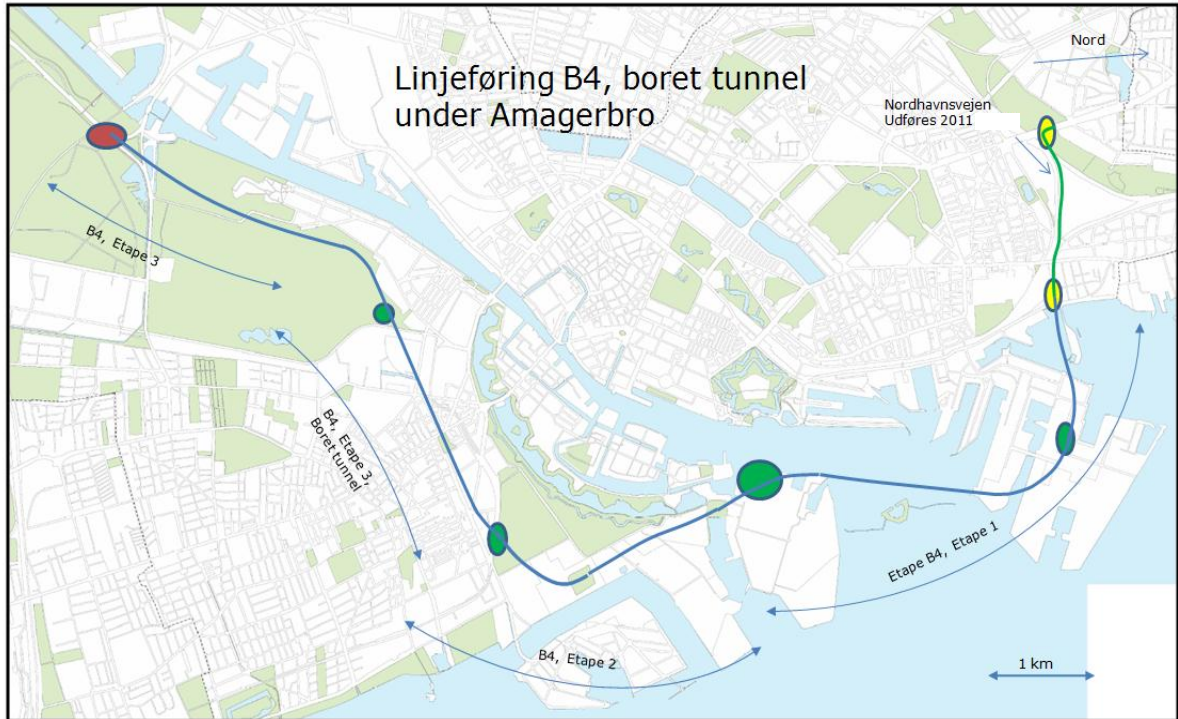 Linjeføring B4, boret tunnel
under Amagerbro
Nord
Nordhavnsvejen
Udføres 2011
B4, Etape 3
B4, Etape 3,
Boret tunnel
Etape B4, Etape 1
B4, Etape 2
1 km